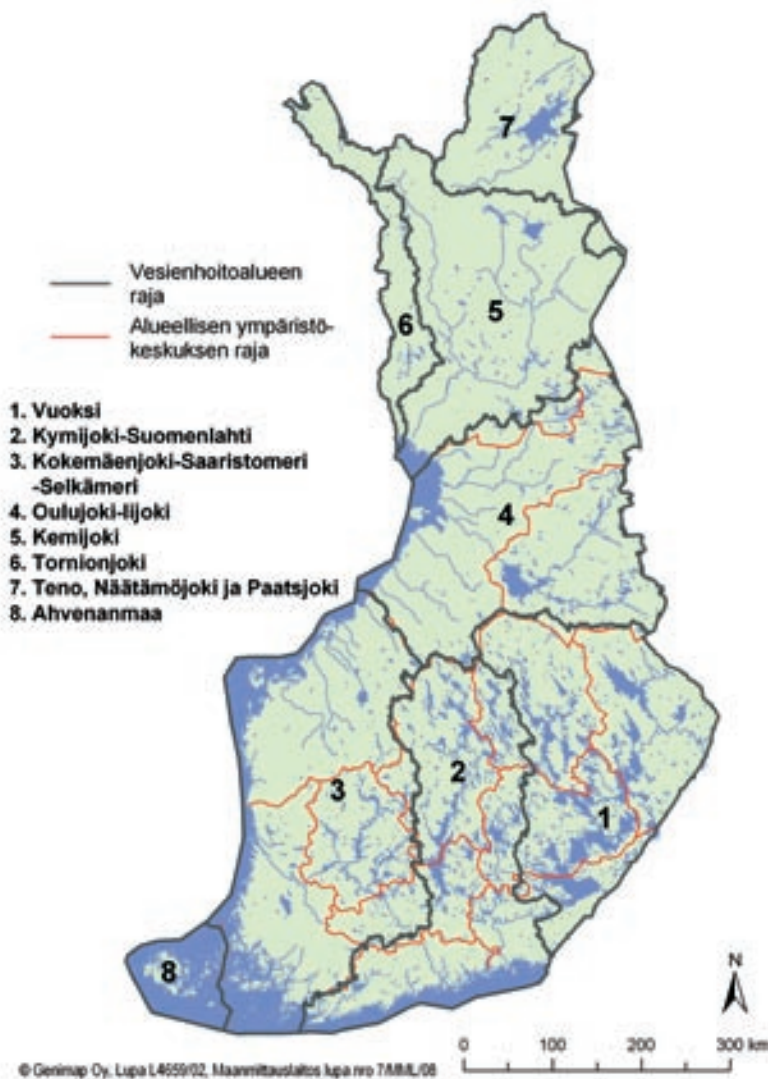 7
Vesienhoitoalueen
raja
Alueellisen ympäristö-
keskuksen raja
5
6
1. Vuoksi
2. Kymijoki-Suomenlahti
3. Kokemäenjoki-Saaristomeri
-Selkämeri
4. Oulujoki-Iijoki
5. Kemijoki
6. Tornionjoki
7. Teno, Näätämöjoki ja Paatsjoki
8. Ahvenanmaa
4
2
3
1
8
N
0 100 200 300 km
© Genimap Oy, Lupa L4659/02, Maanmittauslaitos lupa nro 7/MML/08